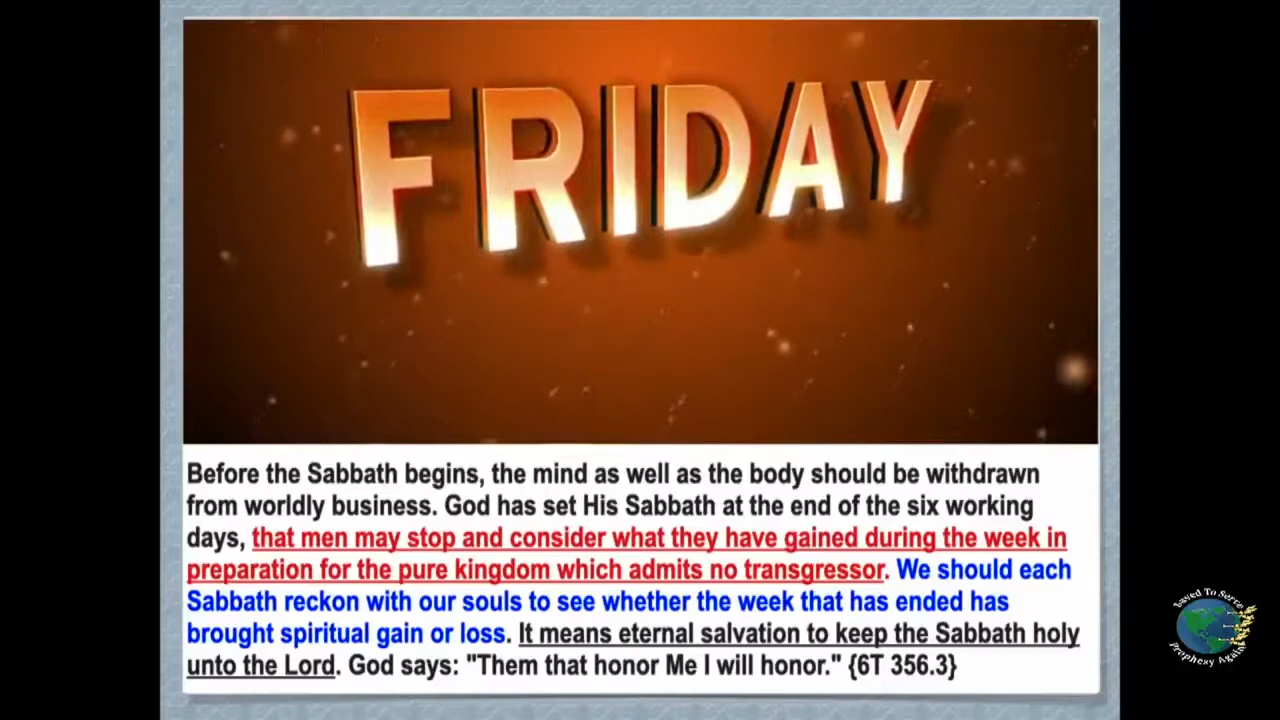 FRIDAY
Before the Sabbath begins, the mind as well as the body should be withdrawn
from worldly business. God has set His Sabbath at the end of the six working
days, that men may stop and consider what they have gained during the week in
preparation for the pure kingdom which admits no transgressor. We should each
Sabbath reckon with our souls to see whether the week that has ended has
brought spiritual gain or loss. It means eternal salvation to keep the Sabbath holy
unto the Lord. God says: "Them that honor Me I will honor." {6T 356.3}
To Serve
Prophesy Again